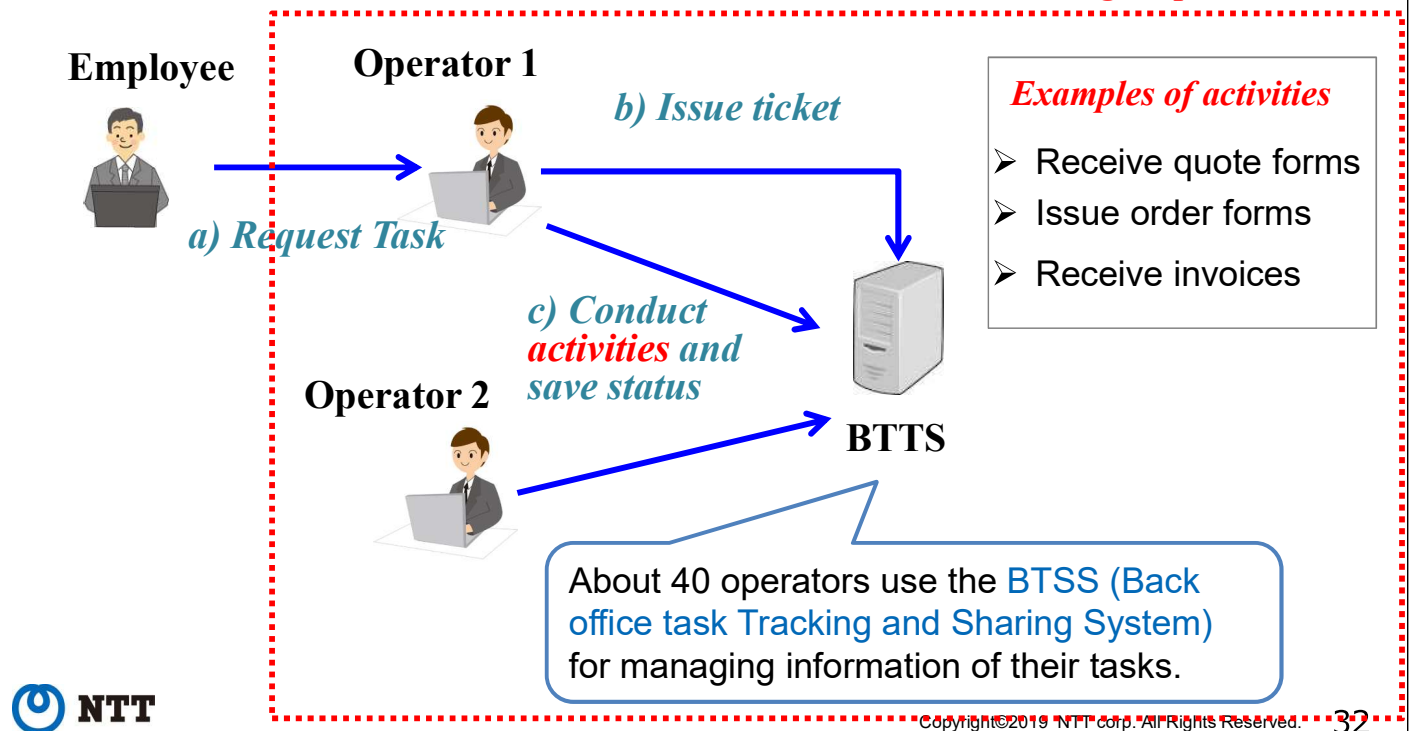 Employee
Operator 1
b) Issue ticket
a) Request Task
c) Conduct
activities and
save status
Operator 2
BTTS
Examples of activities
➢ Receive quote forms
➢ Issue order forms
➢ Receive invoices
About 40 operators use the BTSS (Back
office task Tracking and Sharing System)
for managing information of their tasks.
NTT
Copyright©2019 NTT corp. All Rights Reserved.
32